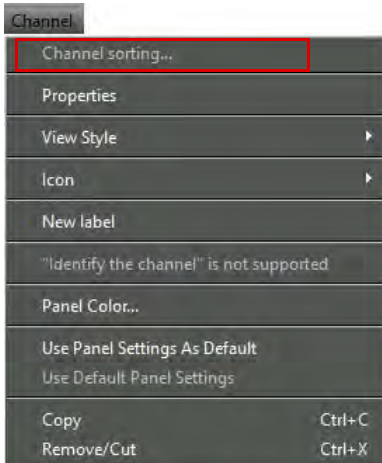 Channel
Channel sorting...
Properties
View Style
Icon
New label
"Identify the channel" is not supported
Panel Color...
Use Panel Settings As Default
Use Default Panel Settings
Copy Ctrl+C
Remove/Cut Ctrl+X